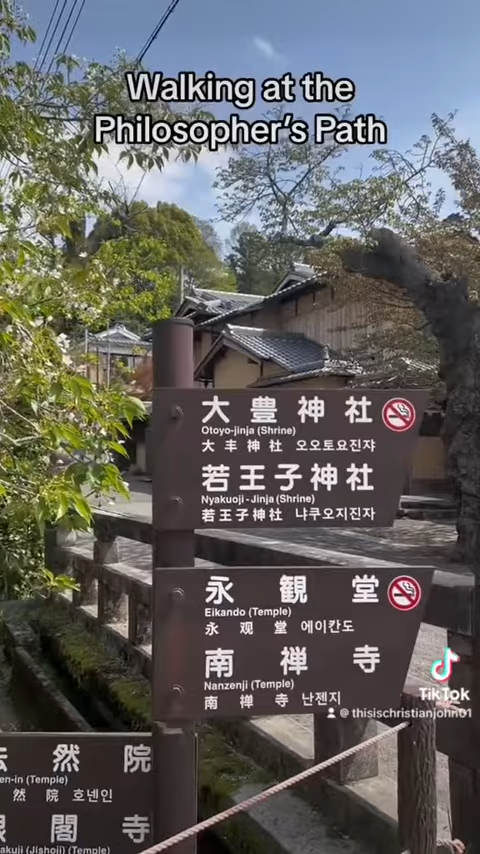 Walking at the
Philosopher's Path
大豊神社
Otoyo-jinja (Shrine)
大丰神社 오오토요진쟈
若王子神社
Nyakuoji-Jinja (Shrine)
若王子神社 냐쿠오지진자
永観堂
Eikando (Temple)
永观堂 에이칸도
南禅寺
Nanzenji (Temple)
南禅寺 난젠지
TikTok
@ thisischristianjohn01
然院
en-in (Temple)
然院 호넨인
閣寺
akuji (Jishoji) (Temple)